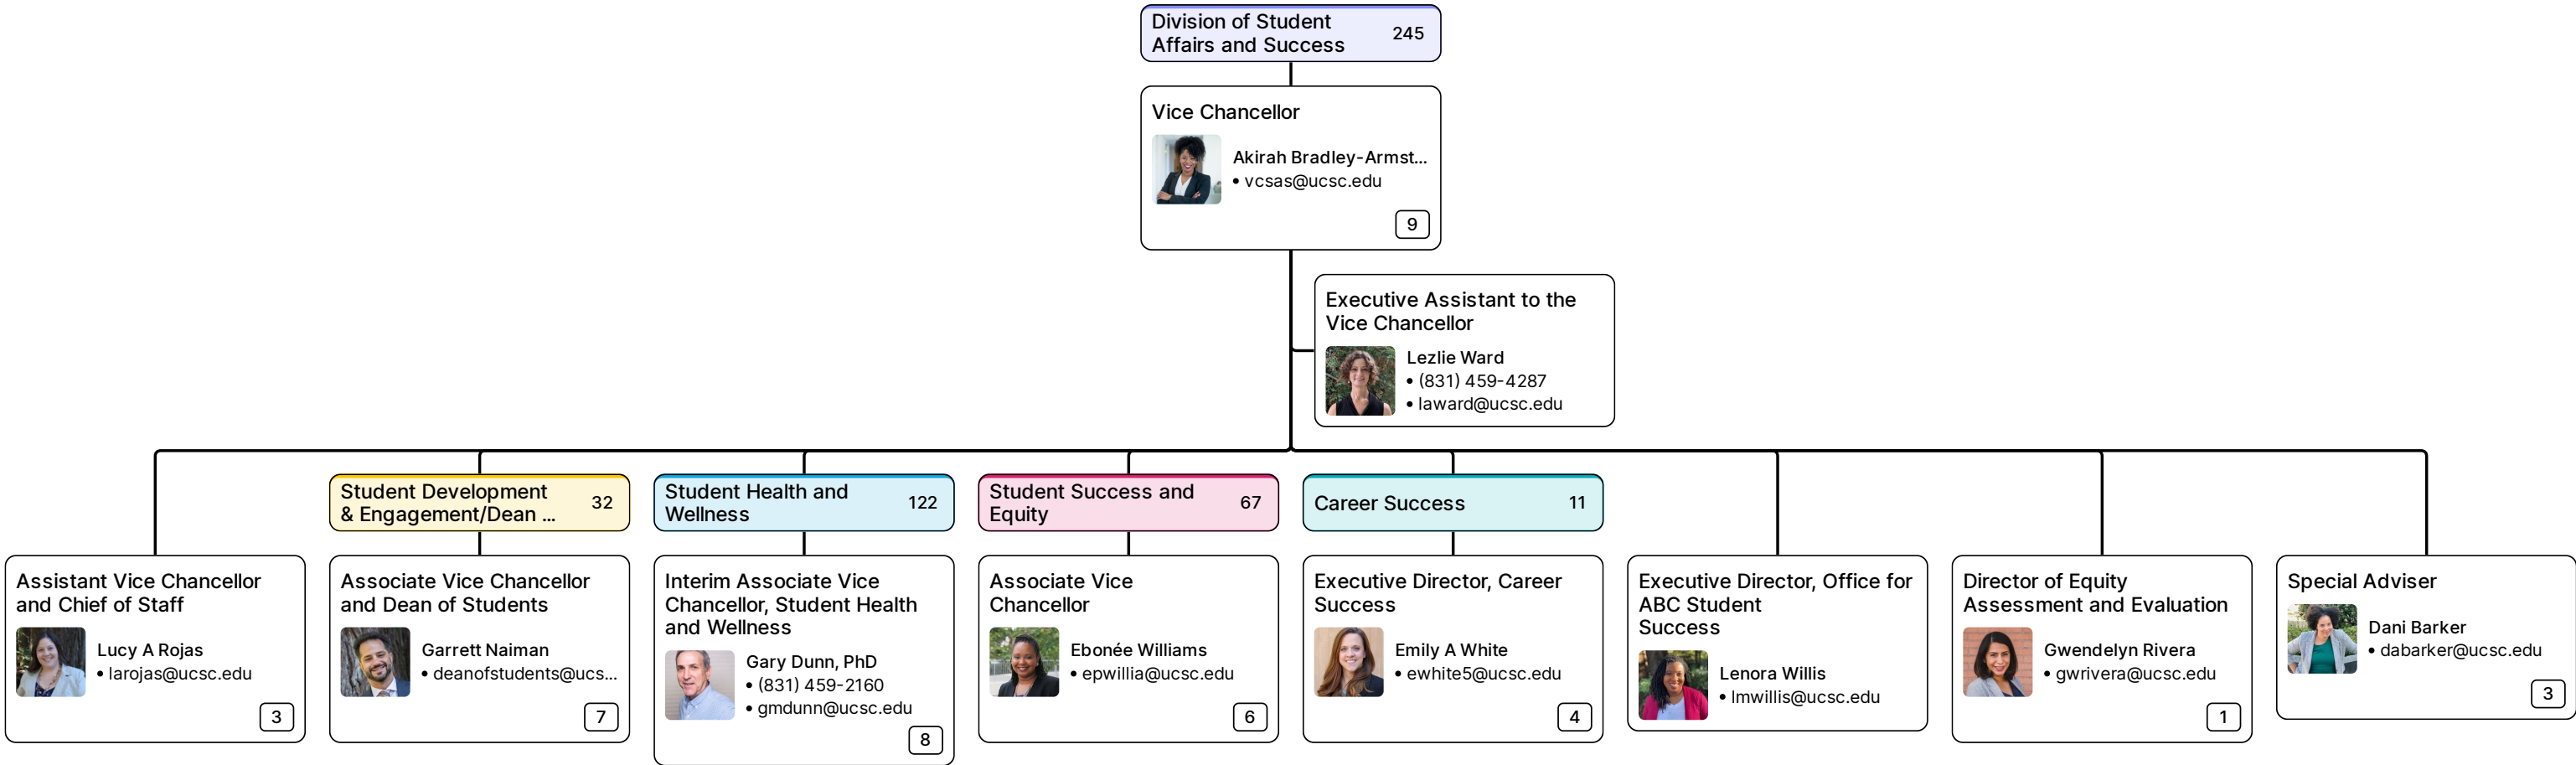 Division of Student
Affairs and Success
245
Vice Chancellor
Akirah Bradley-Armst...
• vcsas@ucsc.edu
9
Executive Assistant to the
Vice Chancellor
Lezlie Ward
• (831) 459-4287
• laward@ucsc.edu
Assistant Vice Chancellor
and Chief of Staff
Lucy A Rojas
• larojas@ucsc.edu
3
Student Development
& Engagement/Dean ...
32
Associate Vice Chancellor
and Dean of Students
Garrett Naiman
• deanofstudents@ucs...
7
Student Health and
Wellness
122
Interim Associate Vice
Chancellor, Student Health
and Wellness
Gary Dunn, PhD
• (831) 459-2160
• gmdunn@ucsc.edu
8
Student Success and
Equity
67
Associate Vice
Chancellor
Ebonée Williams
• epwillia@ucsc.edu
6
Career Success
11
Executive Director, Career
Success
Emily A White
• ewhite5@ucsc.edu
4
Executive Director, Office for
ABC Student
Success
Lenora Willis
• lmwillis@ucsc.edu
Director of Equity
Assessment and Evaluation
Gwendelyn Rivera
• gwrivera@ucsc.edu
1
Special Adviser
Dani Barker
• dabarker@ucsc.edu
3